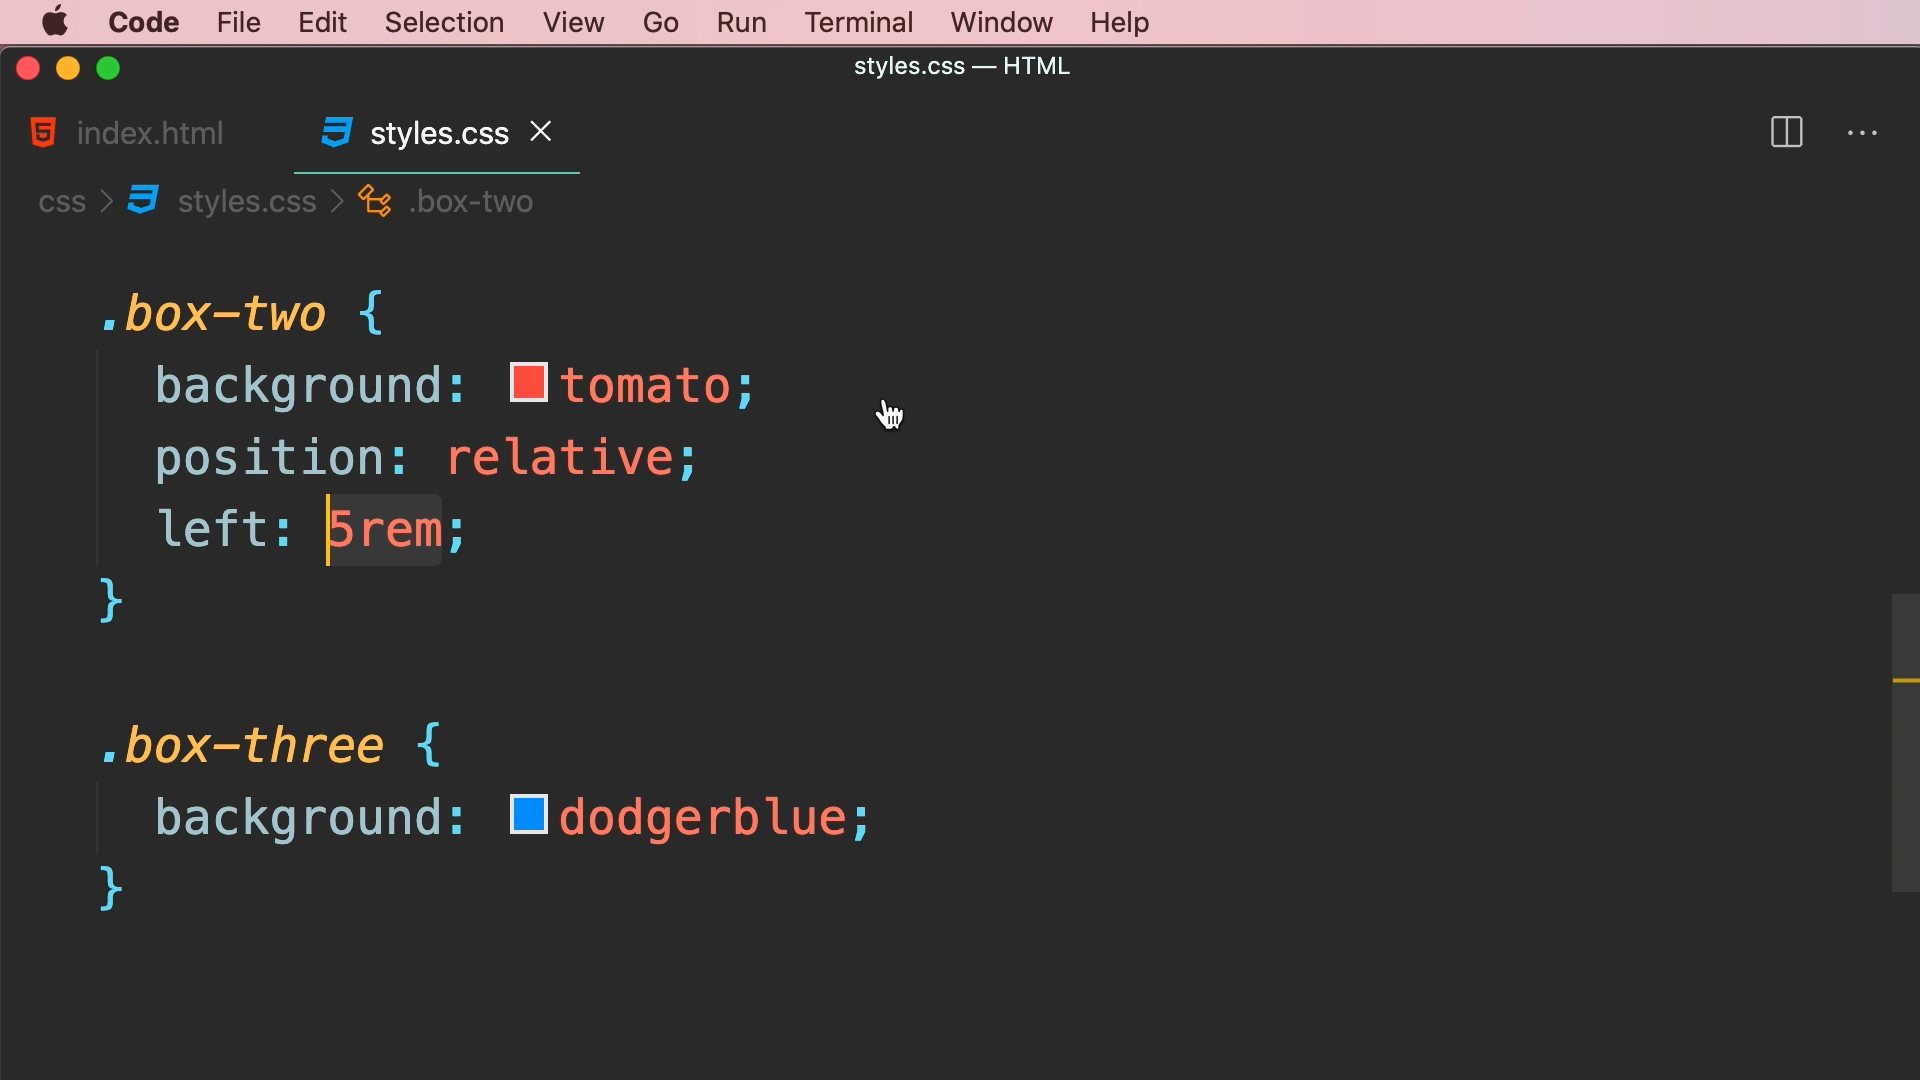 Code File Edit Selection View Go Run Terminal Window Help
styles.css — HTML
index.html styles.css
css > styles.css > .box-two
.box-two {
background: tomato;
position: relative;
left: 5rem;
}
.box-three {
background: dodgerblue;
}